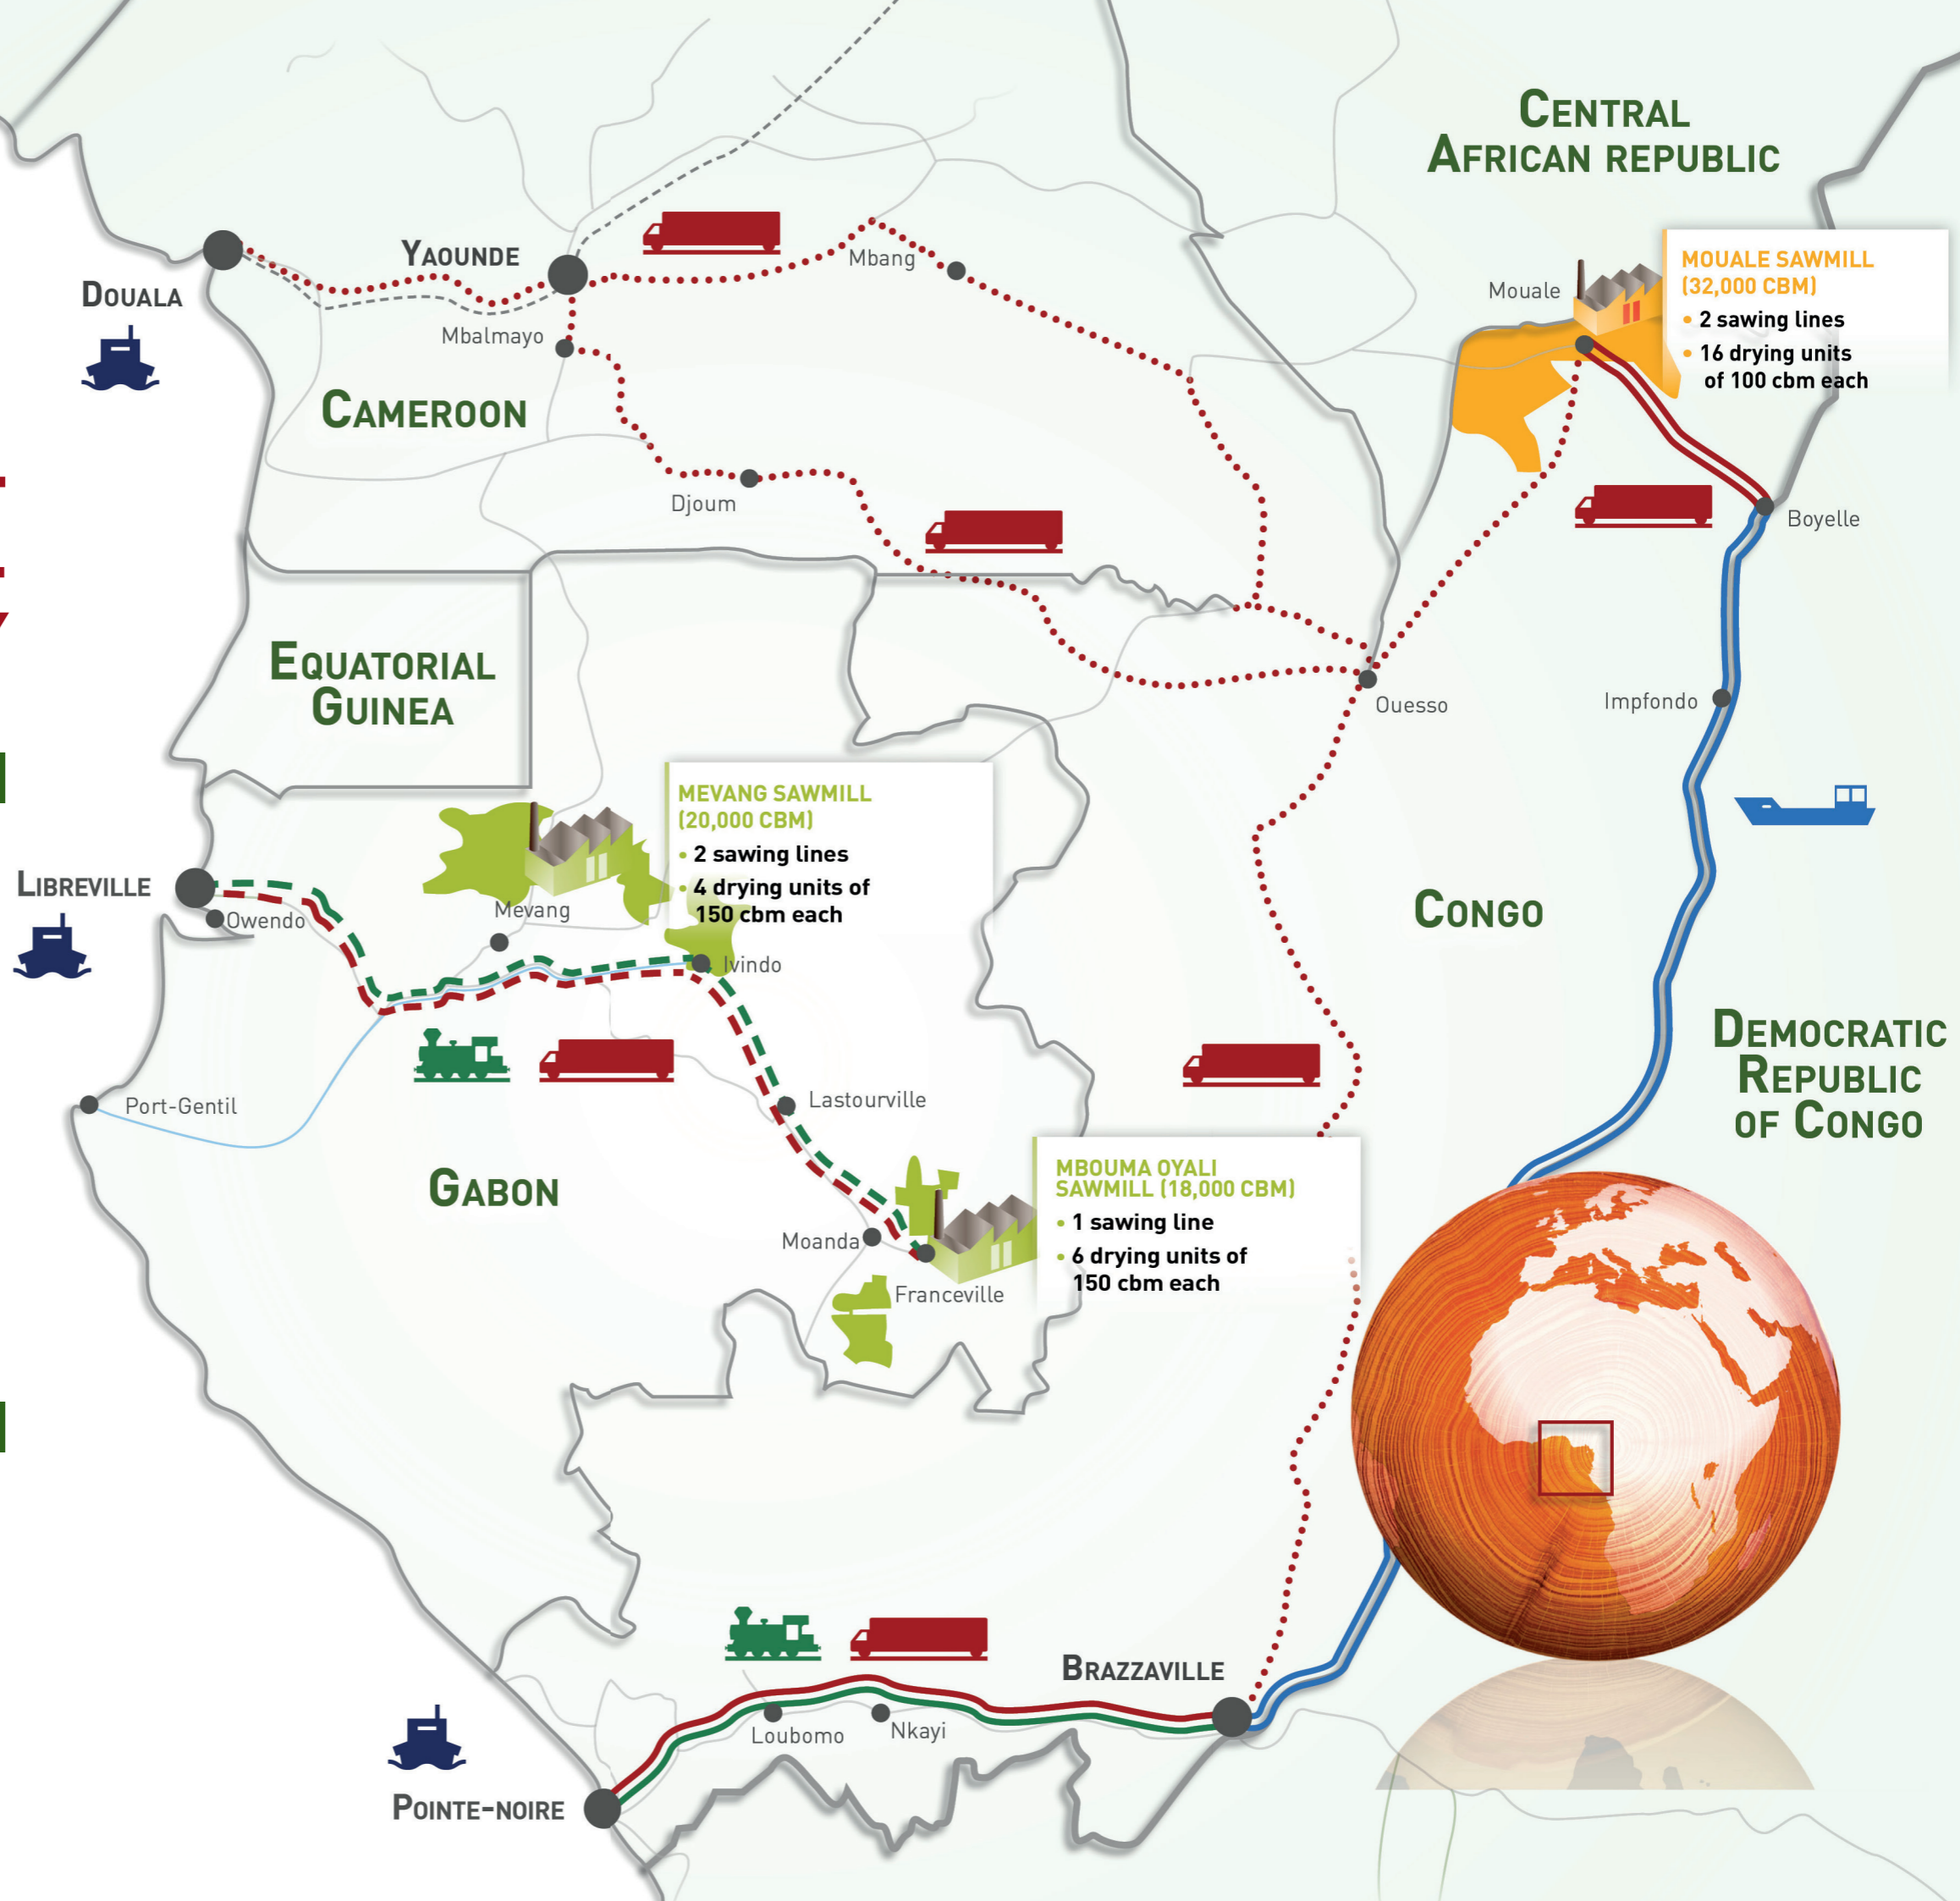 CENTRAL
AFRICAN REPUBLIC
MOUALE SAWMILL
(32,000 CBM)
• 2 sawing lines
• 16 drying units
of 100 cbm each
Mouale
YAOUNDE
Mbang
DOUALA
Mbalmayo
CAMEROON
Djoum
Boyelle
EQUATORIAL
GUINEA
Ouesso
Impfondo
MEVANG SAWMILL
(20,000 CBM)
• 2 sawing lines
• 4 drying units of
150 cbm each
LIBREVILLE
Owendo
Mevang
Ivindo
CONGO
DEMOCRATIC
REPUBLIC
OF CONGO
Port-Gentil
Lastourville
GABON
MBOUMA OYALI
SAWMILL (18,000 CBM)
• 1 sawing line
• 6 drying units of
150 cbm each
Moanda
Franceville
BRAZZAVILLE
Loubomo
Nkayi
POINTE-NOIRE